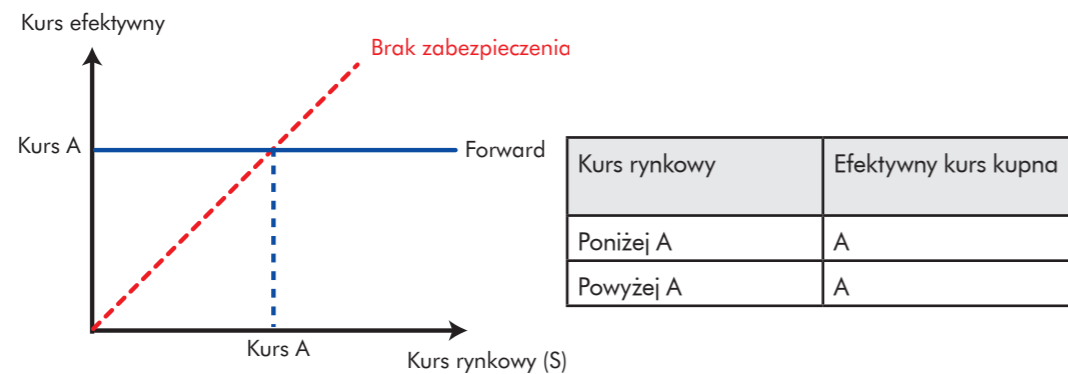 Kurs efektywny
Brak zabezpieczenia
Kurs A
Forward
Kurs A
Kurs rynkowy (S)
Kurs rynkowy Efektywny kurs kupna
Poniżej A A
Powyżej A A